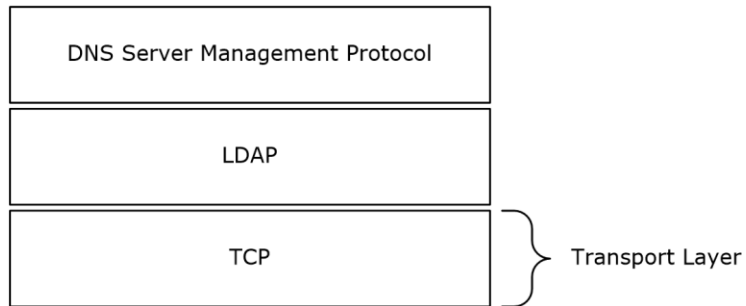 DNS Server Management Protocol
LDAP
TCP
Transport Layer